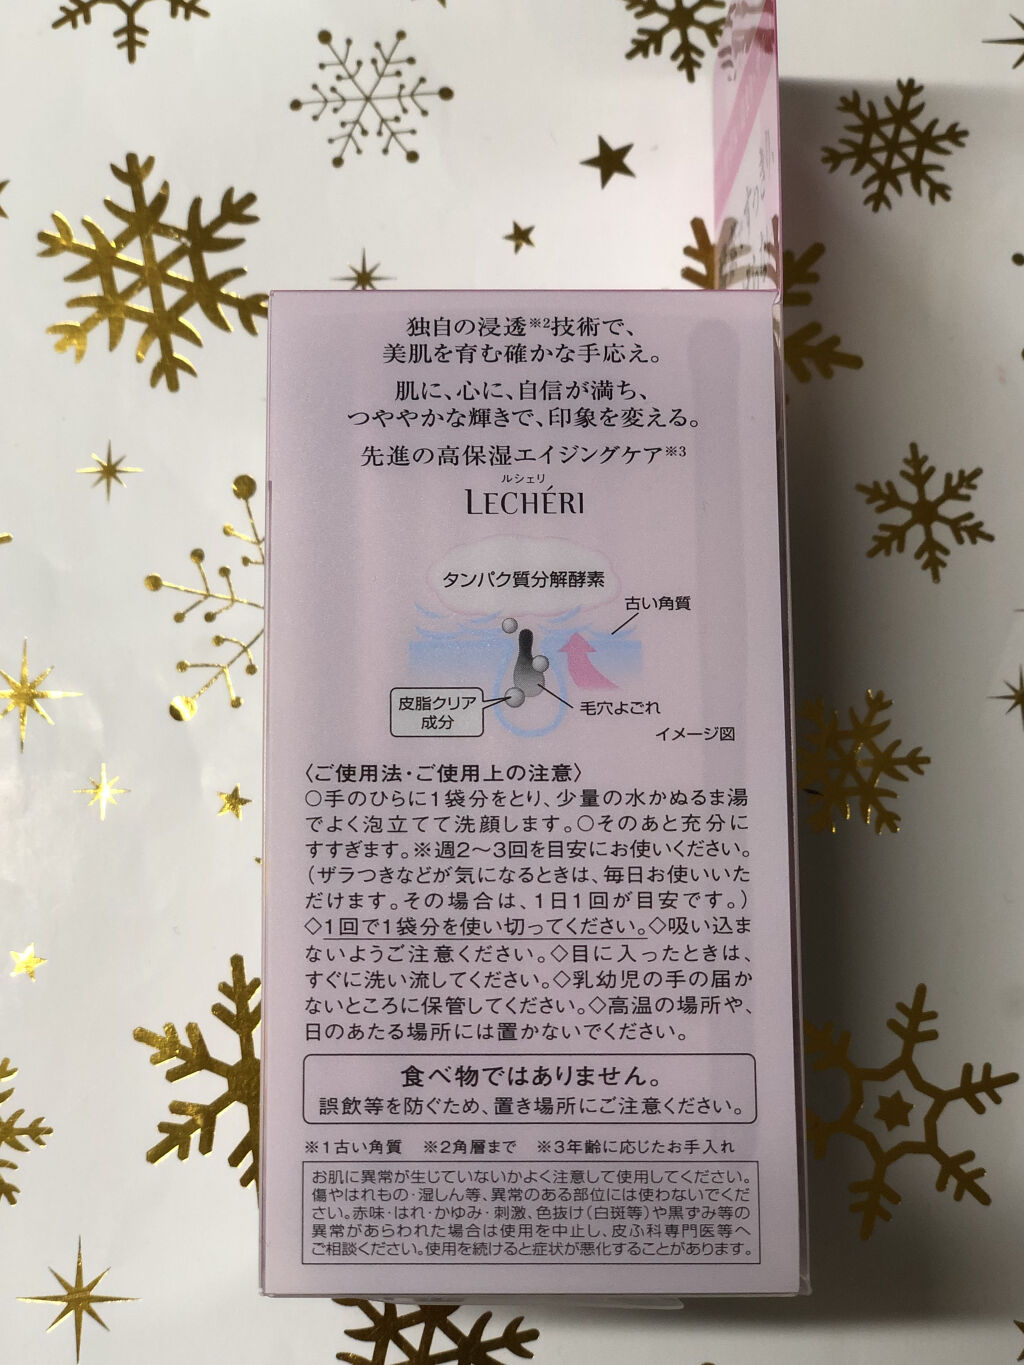 独自の浸透※2技術で、
美肌を育む確かな手応え。
肌に、心に、自信が満ち、
つややかな輝きで、印象を変える。
先進の高保湿エイジングケア※3
ルシェリ
LECHÉRI
タンパク質分解酵素
古い角質
皮脂クリア
成分
毛穴よごれ
イメージ図
〈ご使用法・ご使用上の注意〉
○手のひらに1袋分をとり、少量の水かぬるま湯
でよく泡立てて洗顔します。○そのあと充分に
すすぎます。※週2〜3回を目安にお使いください。
(ザラつきなどが気になるときは、毎日お使いいた
だけます。その場合は、1日1回が目安です。)
◇1回で1袋分を使い切ってください。◇吸い込ま
ないようご注意ください。◇目に入ったときは、
すぐに洗い流してください。◇乳幼児の手の届か
ないところに保管してください。◇高温の場所や、
日のあたる場所には置かないでください。
食べ物ではありません。
誤飲等を防ぐため、置き場所にご注意ください。
※1古い角質 ※2角層まで ※3年齢に応じたお手入れ
お肌に異常が生じていないかよく注意して使用してください。
傷やはれもの・湿しん等、異常のある部位には使わないでくだ
さい。赤味・はれ・かゆみ・刺激、色抜け(白斑等)や黒ずみ等の
異常があらわれた場合は使用を中止し、皮ふ科専門医等へ
ご相談ください。使用を続けると症状が悪化することがあります。